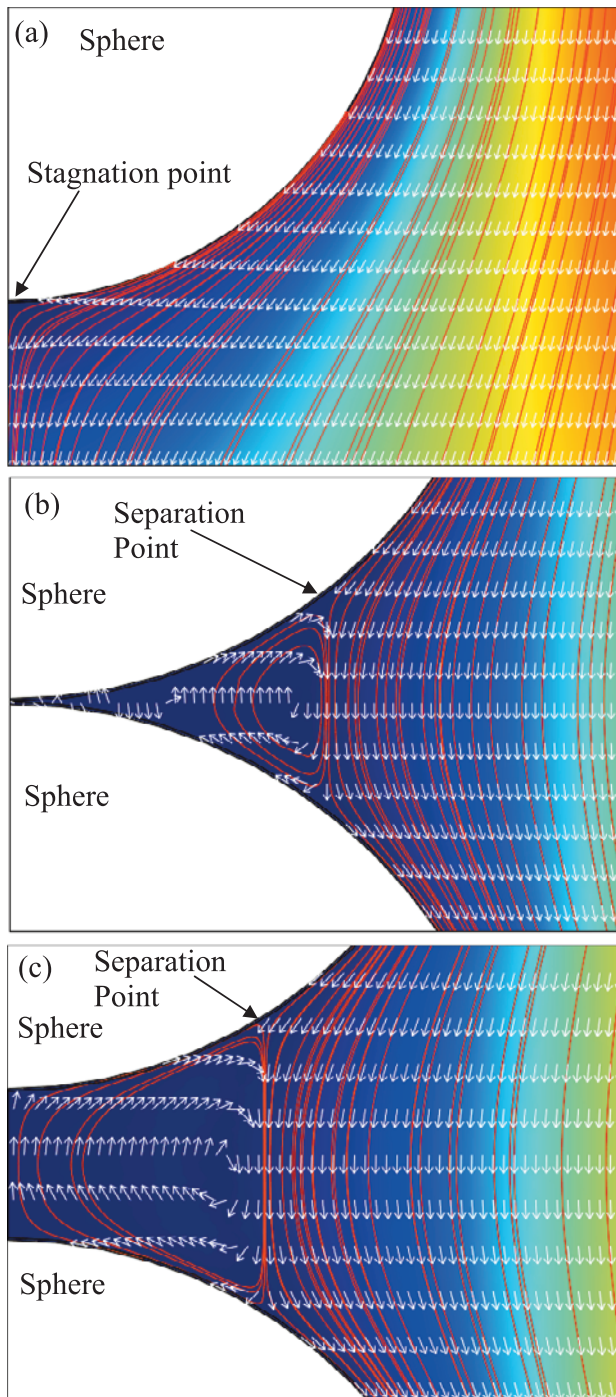 (a)
Sphere
Stagnation point
(b)
Separation
Point
Sphere
Sphere
(c)
Separation
Point
Sphere
Sphere